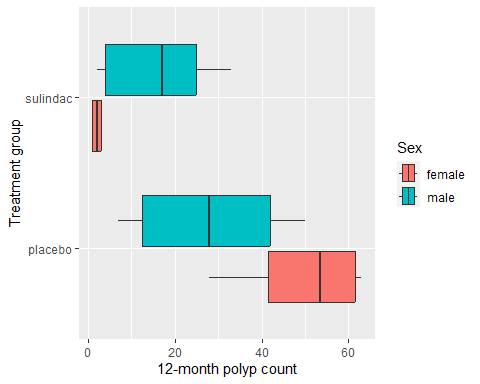 Treatment group
sulindac
placebo
0 20 40 60
12-month polyp count
Sex
female
male